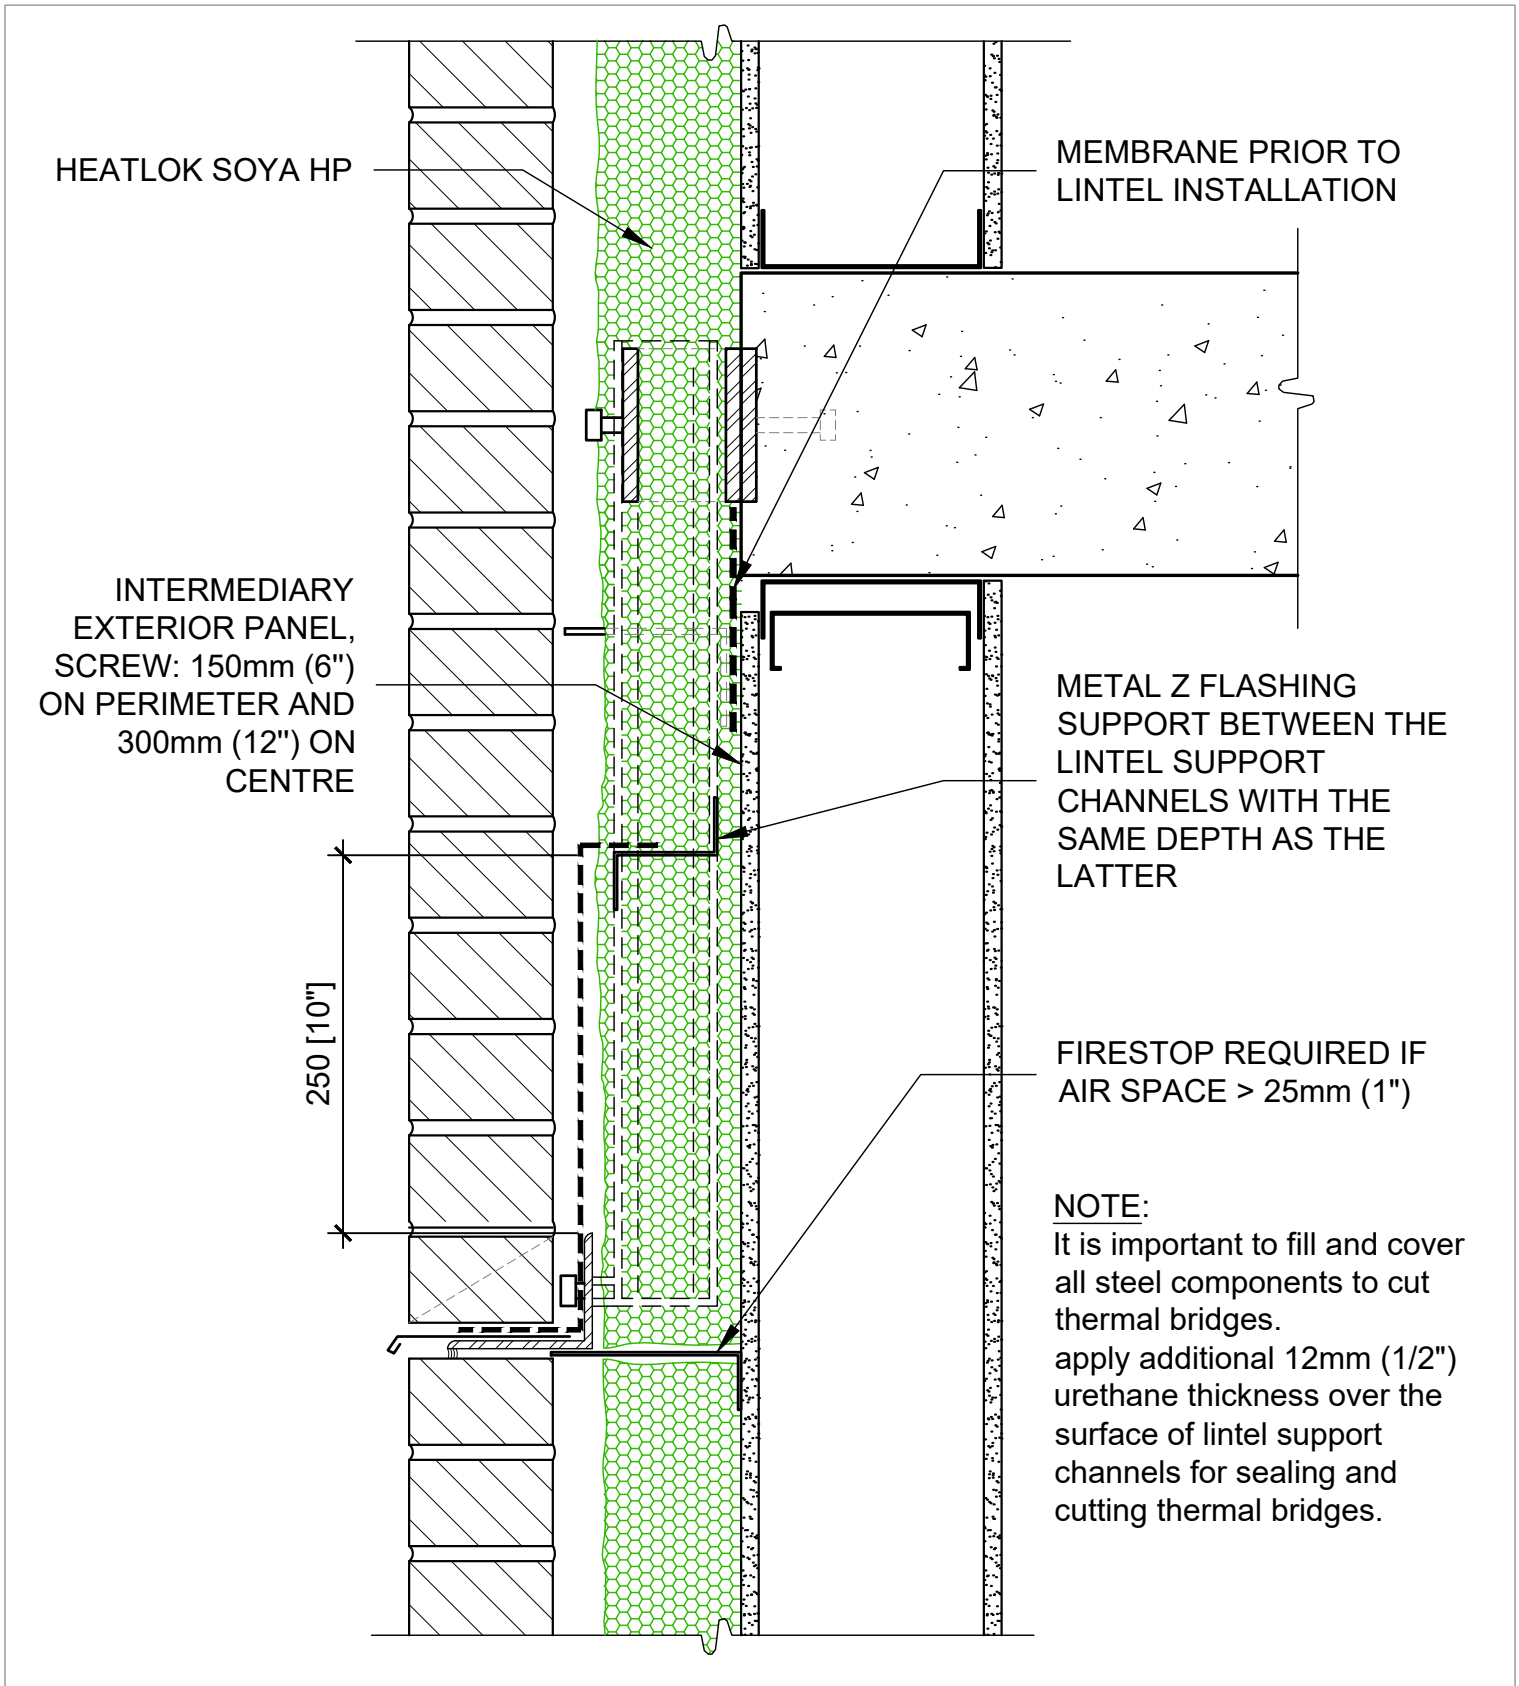 HEATLOK SOYA HP
MEMBRANE PRIOR TO
LINTEL INSTALLATION
INTERMEDIARY
EXTERIOR PANEL,
SCREW: 150mm (6")
ON PERIMETER AND
300mm (12") ON
CENTRE
METAL Z FLASHING
SUPPORT BETWEEN THE
LINTEL SUPPORT
CHANNELS WITH THE
SAME DEPTH AS THE
LATTER
250 [10"]
FIRESTOP REQUIRED IF
AIR SPACE > 25mm (1")
NOTE:
It is important to fill and cover
all steel components to cut
thermal bridges.
apply additional 12mm (1/2")
urethane thickness over the
surface of lintel support
channels for sealing and
cutting thermal bridges.